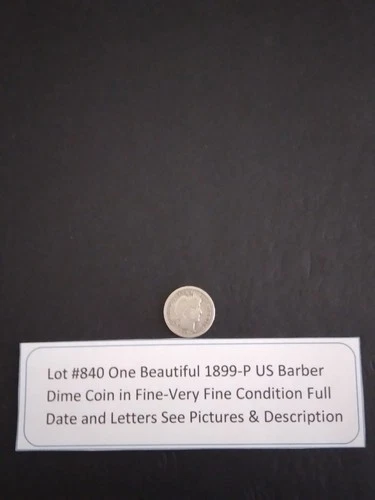 Lot #840 One Beautiful 1899-P US Barber
Dime Coin in Fine-Very Fine Condition Full
Date and Letters See Pictures & Description